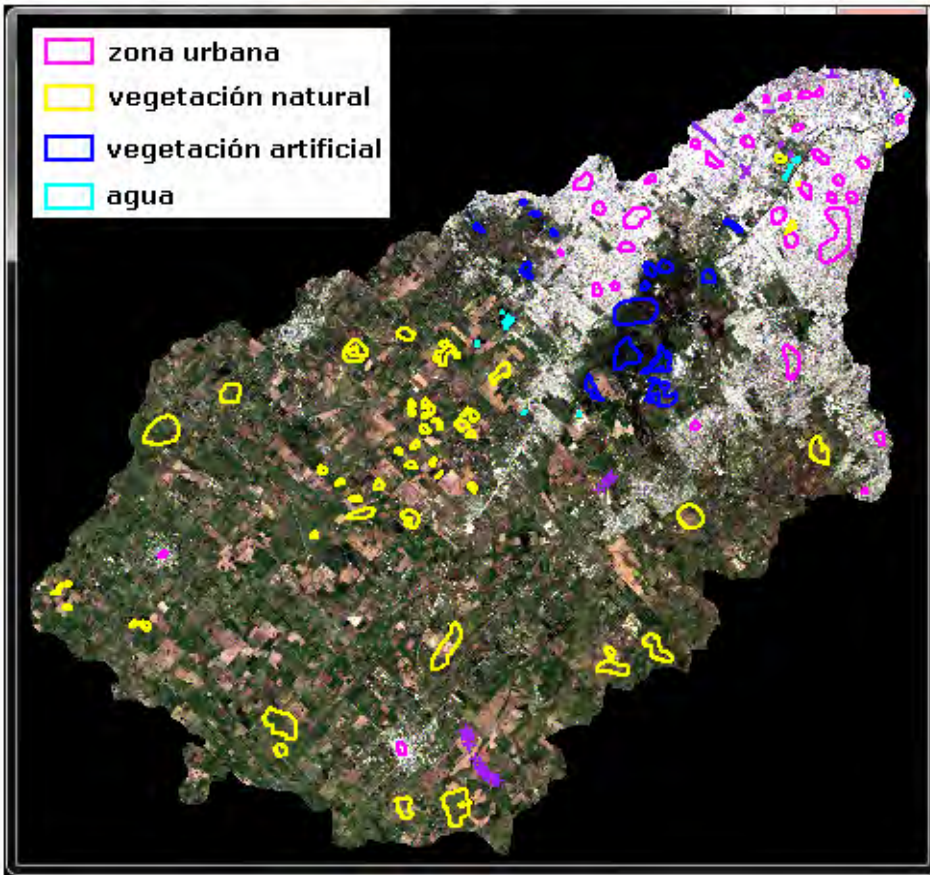 zona urbana
vegetación natural
vegetación artificial
agua